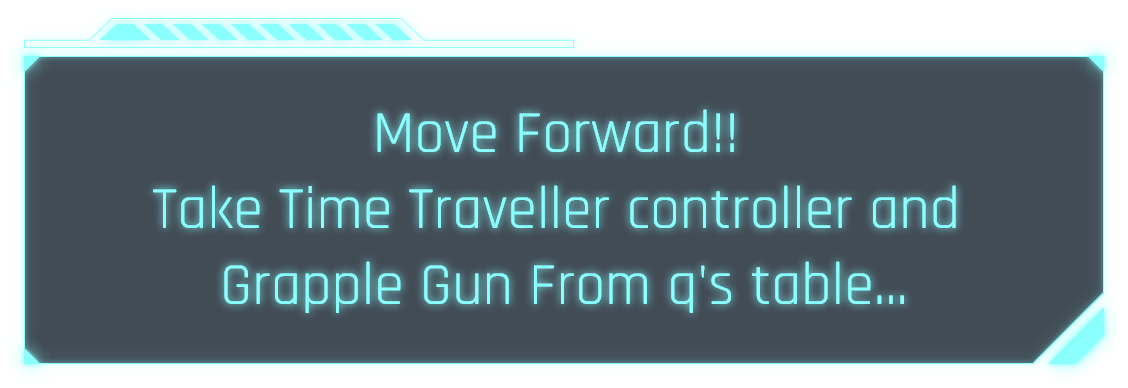 Move Forward!!
Take Time Traveller controller and
Grapple Gun From q's table...